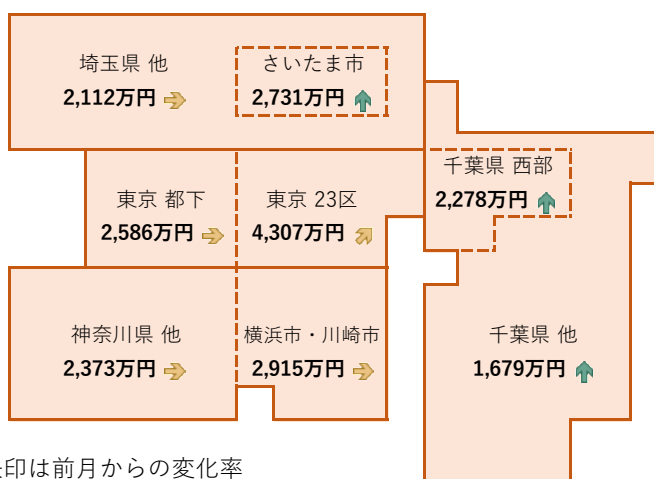 埼玉県 他
2,112万円
さいたま市
2,731万円
千葉県 西部
2,278万円
東京 都下
2,586万円
東京 23区
4,307万円
神奈川県 他
2,373万円
横浜市・川崎市
2,915万円
千葉県 他
1,679万円
印は前月からの変化率